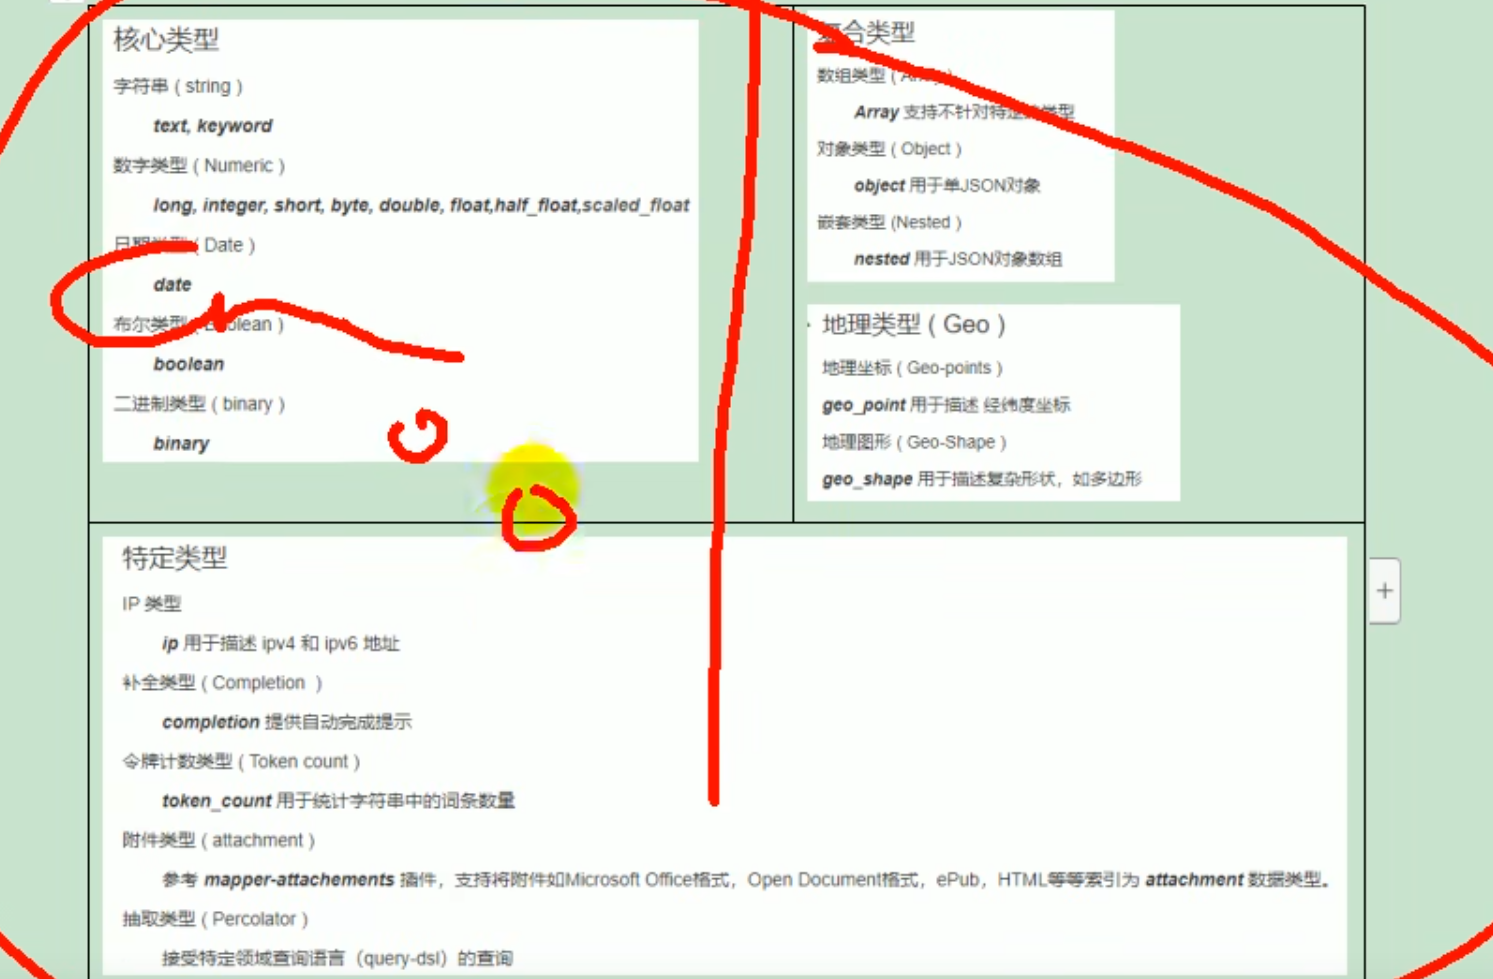 核心类型
字符串 ( string )
text, keyword
数字类型 ( Numeric )
long, integer, short, byte, double, float,half_float,scaled_float
日期类型 ( Date )
date
布尔类型 ( Boolean )
boolean
二进制类型 ( binary )
binary
复合类型
数组类型 ( Array )
Array 支持不针对特定的类型
对象类型 ( Object )
object 用于单JSON对象
嵌套类型 (Nested )
nested 用于JSON对象数组
地理类型 ( Geo )
地理坐标 ( Geo-points )
geo_point 用于描述 经纬度坐标
地理图形 ( Geo-Shape )
geo_shape 用于描述复杂形状，如多边形
特定类型
IP 类型
ip 用于描述 ipv4 和 ipv6 地址
补全类型 ( Completion )
completion 提供自动完成提示
令牌计数类型 ( Token count )
token_count 用于统计字符串中的词条数量
附件类型 ( attachment )
参考 mapper-attachements 插件，支持将附件如Microsoft Office格式，Open Document格式，ePub，HTML等等索引为 attachment 数据类型。
抽取类型 ( Percolator )
接受特定领域查询语言（query-dsl）的查询